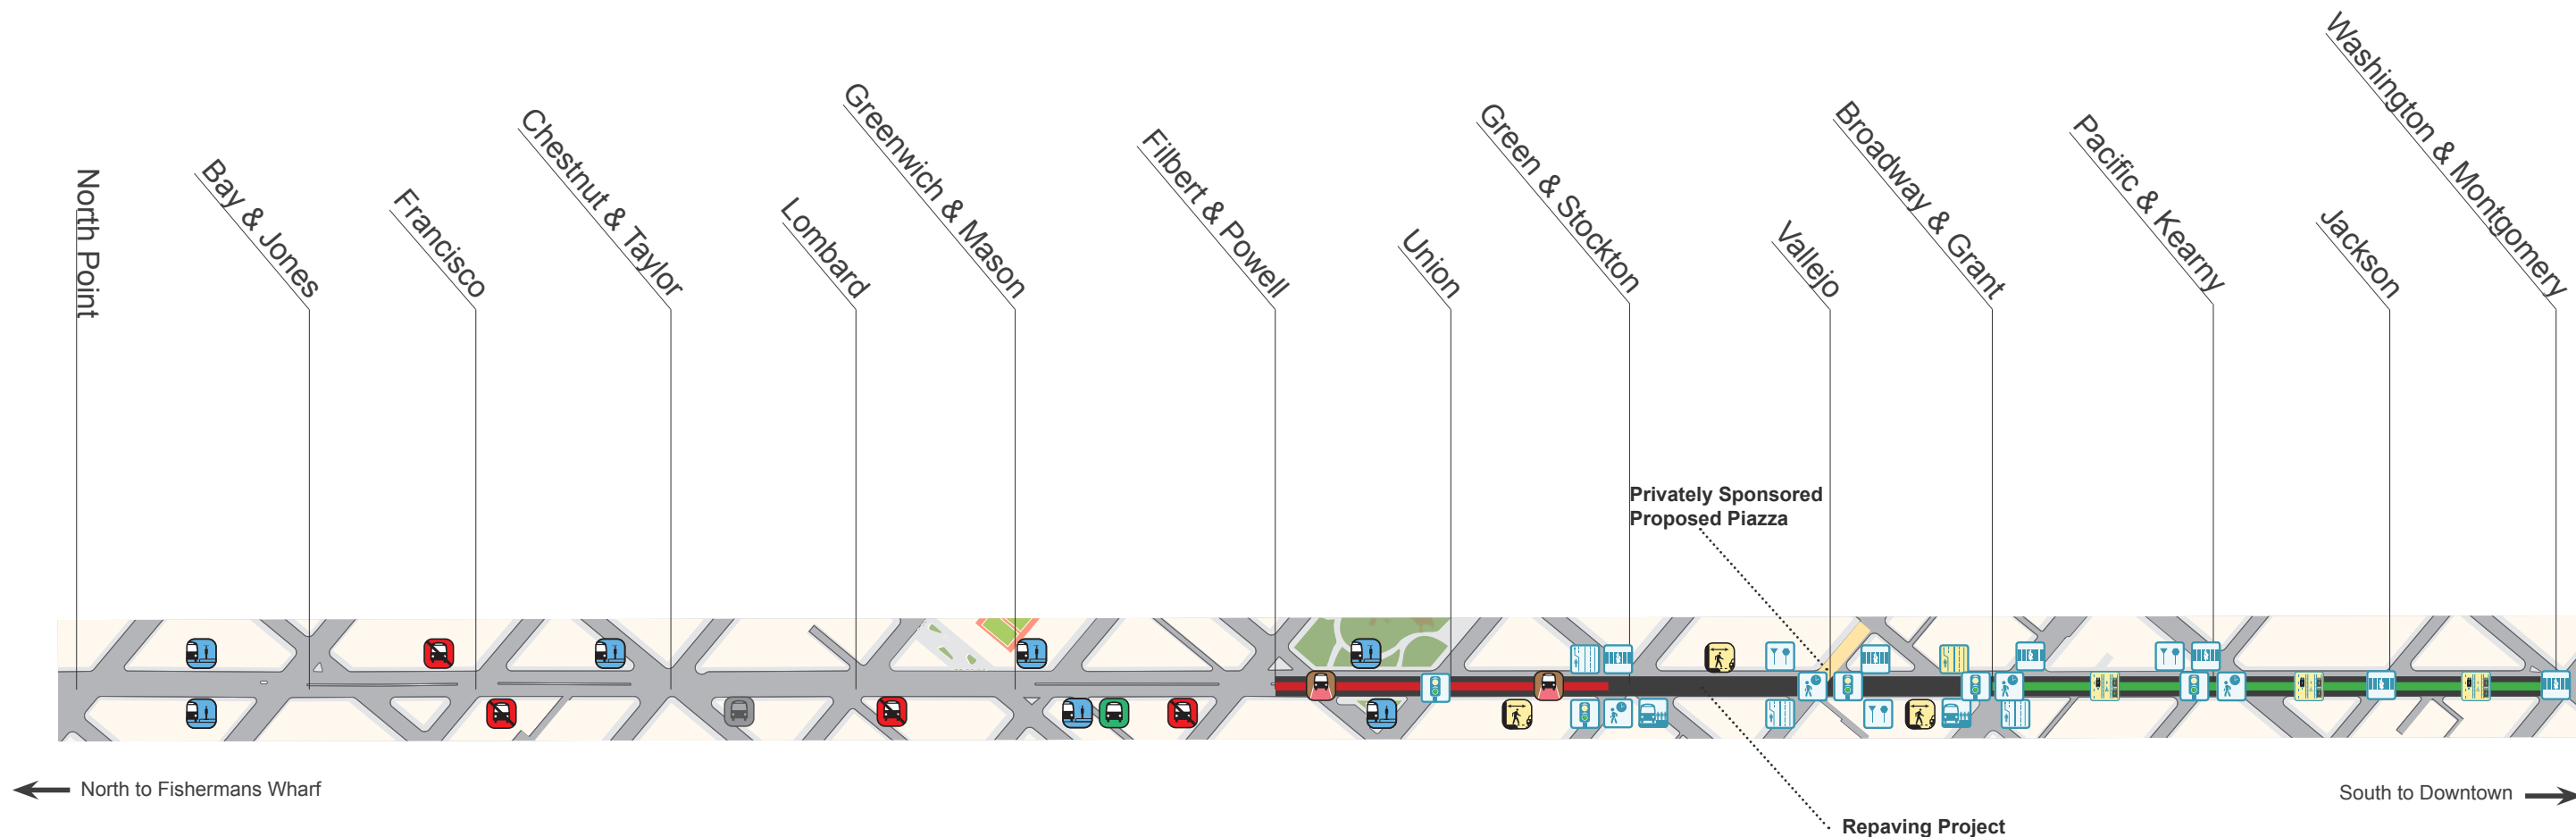 North Point
Bay & Jones
Francisco
Chestnut & Taylor
Lombard
Greenwich & Mason
Filbert & Powell
Union
Green & Stockton
Vallejo
Broadway & Grant
Pacific & Kearny
Jackson
Washington & Montgomery
Privately Sponsored
Proposed Piazza
North to Fishermans Wharf
South to Downtown
Repaving Project